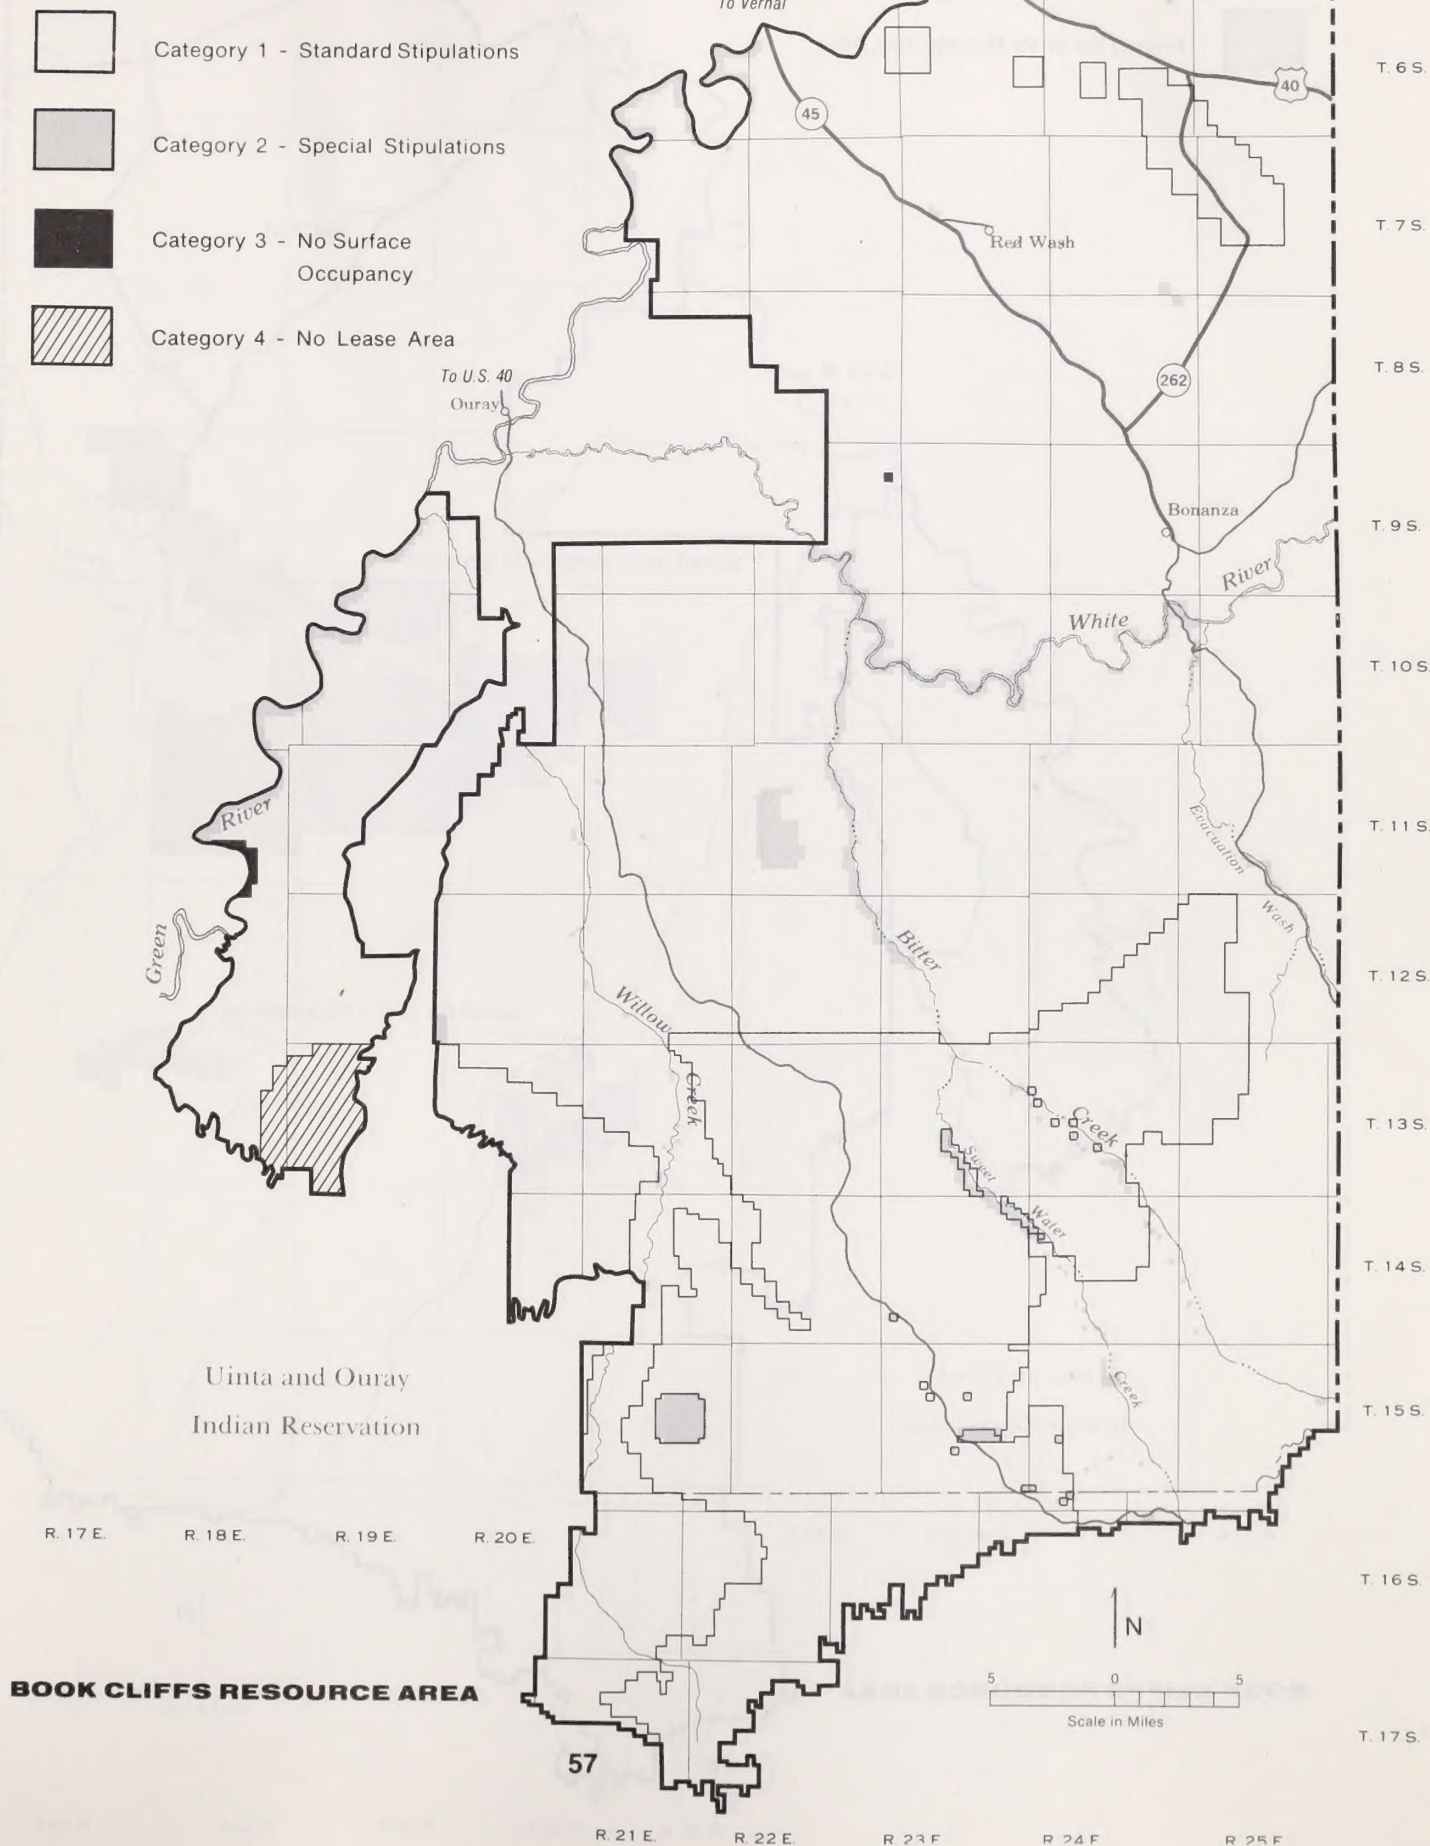 To Vernal
Category 1 - Standard Stipulations
Category 2 - Special Stipulations
Category 3 - No Surface
Occupancy
Category 4 - No Lease Area
T. 6 S.
40
45
T. 7 S.
Red Wash
T. 8 S.
262
To U.S. 40
Ouray
T. 9 S.
Bonanza
River
White
T. 10 S.
River
T. 11 S.
Evacuation
Wash
Green
Bitter
T. 12 S.
Willow
Creek
Creek
T. 13 S.
Sweet
Water
T. 14 S.
Uinta and Ouray
Indian Reservation
Creek
T. 15 S.
R. 17 E.
R. 18 E.
R. 19 E.
R. 20 E.
T. 16 S.
N
BOOK CLIFFS RESOURCE AREA
5 0 5
Scale in Miles
T. 17 S.
57
R. 21 E.
R. 22 E.
R. 23 E
R. 24 E
R. 25 E